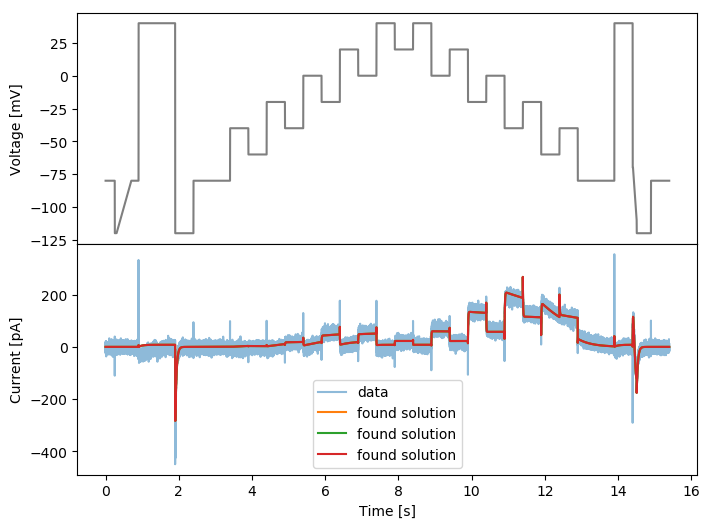 Voltage [mV]
25
0
−25
−50
−75
−100
−125
Current [pA]
200
0
−200
−400
data
found solution
found solution
found solution
0 2 4 6 8 10 12 14 16
Time [s]